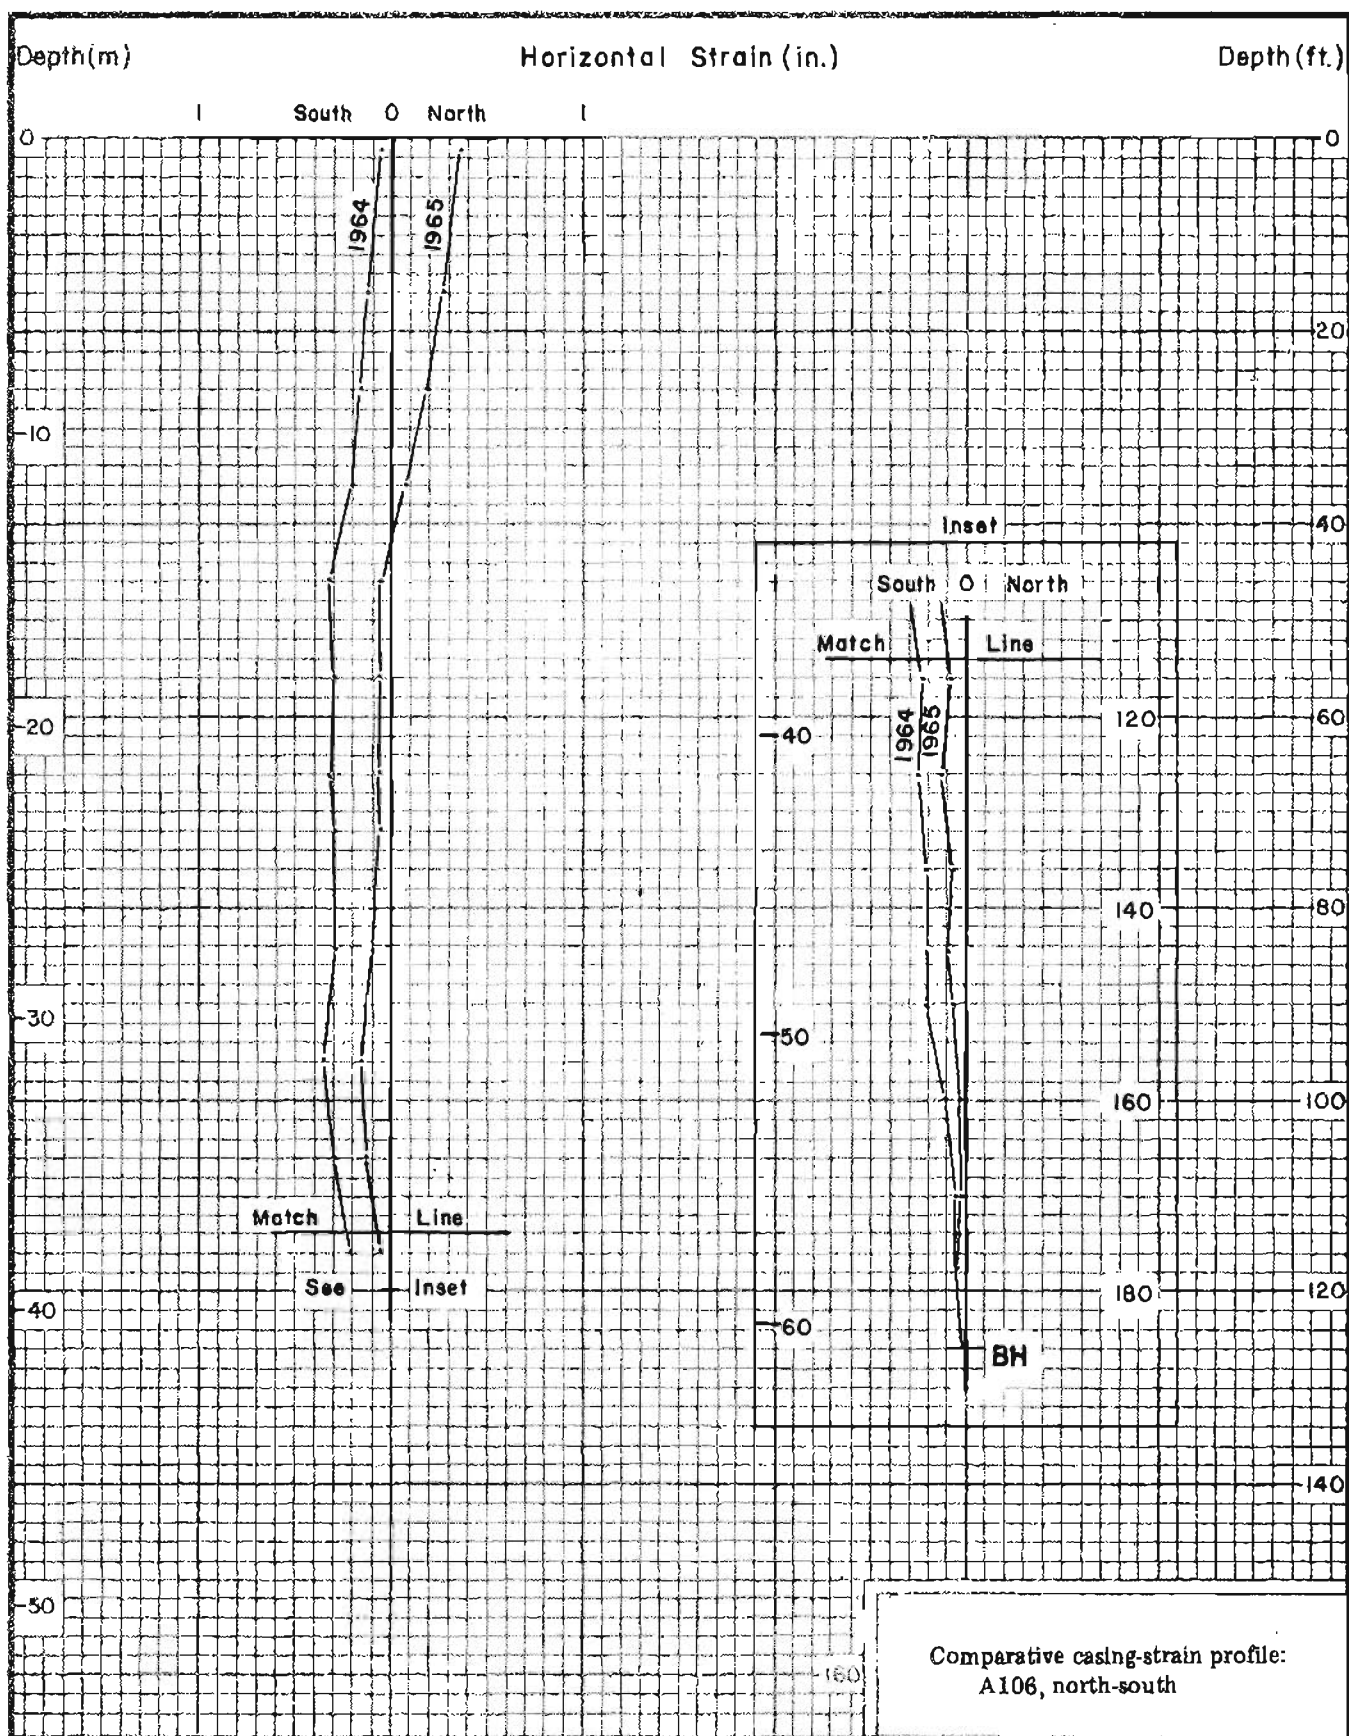 Depth(m) Horizontal Strain (in.) Depth (ft.)
1 South 0 North 1
0 0
1964 1965
20
10
40
Inset
South 0 North
Match Line
1964 1965
120 60
20
40
140 80
30
50
160 100
Match Line
See Inset
180 120
40
60
BH
140
50
Comparative casing-strain profile:
A106, north-south
160